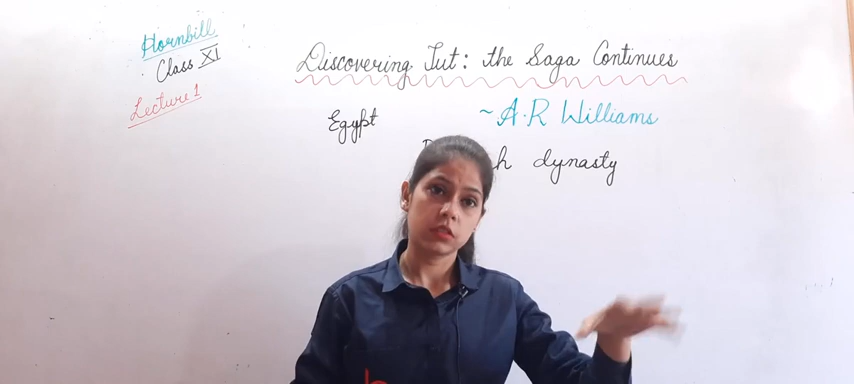 Hornbill
Class XI
Lecture 1
Discovering Tut: the Saga Continues
~ A.R Williams
Egypt
dynasty